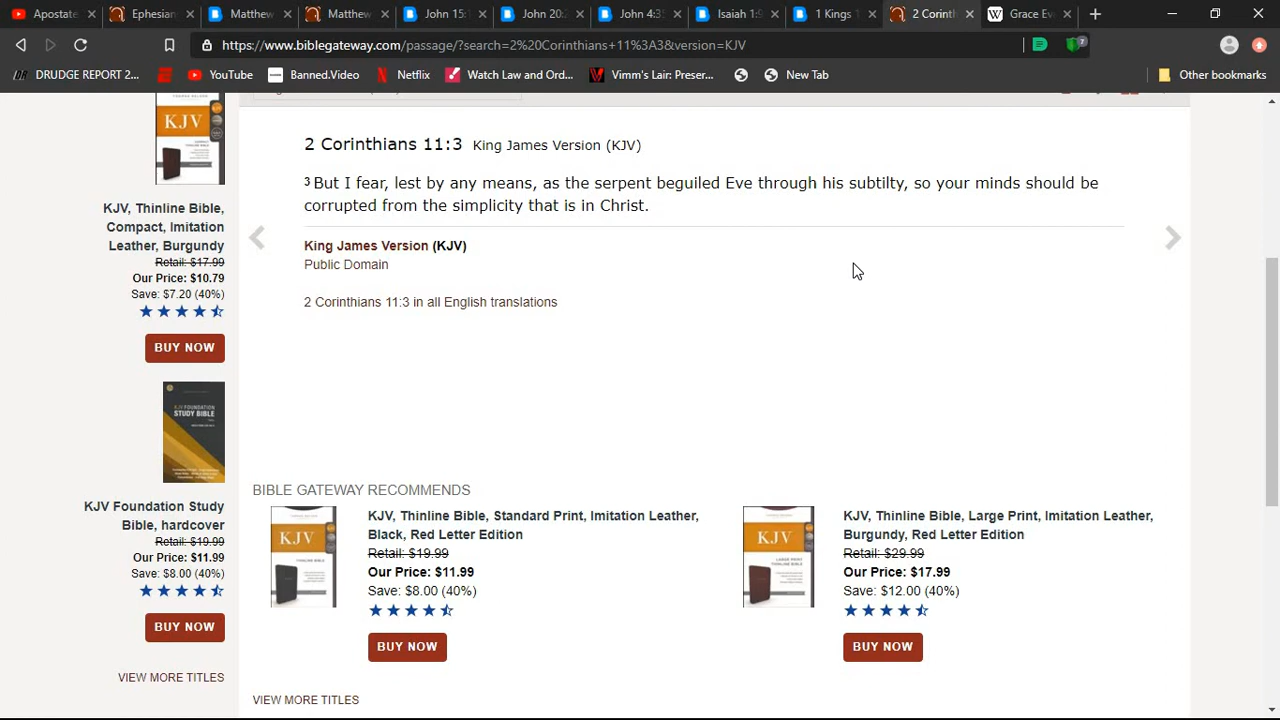 Apostate
Ephesian
Matthew
Matthew
John 15:
John 20:2
John 4:35
Isaiah 1:9
1 Kings 1
2 Corinth
Grace Eve
https://www.biblegateway.com/passage/?search=2%20Corinthians+11%3A3&version=KJV
7
DRUDGE REPORT 2...
YouTube
Banned.Video
Netflix
Watch Law and Ord...
Vimm's Lair: Preser...
New Tab
Other bookmarks
KJV
KJV, Thinline Bible,
Compact, Imitation
Leather, Burgundy
Retail: $17.99
Our Price: $10.79
Save: $7.20 (40%)
BUY NOW
KJV FOUNDATION
STUDY BIBLE
KJV Foundation Study
Bible, hardcover
Retail: $19.99
Our Price: $11.99
Save: $8.00 (40%)
BUY NOW
VIEW MORE TITLES
2 Corinthians 11:3 King James Version (KJV)
3 But I fear, lest by any means, as the serpent beguiled Eve through his subtilty, so your minds should be
corrupted from the simplicity that is in Christ.
King James Version (KJV)
Public Domain
2 Corinthians 11:3 in all English translations
BIBLE GATEWAY RECOMMENDS
KJV
KJV, Thinline Bible, Standard Print, Imitation Leather,
Black, Red Letter Edition
Retail: $19.99
Our Price: $11.99
Save: $8.00 (40%)
BUY NOW
KJV
KJV, Thinline Bible, Large Print, Imitation Leather,
Burgundy, Red Letter Edition
Retail: $29.99
Our Price: $17.99
Save: $12.00 (40%)
BUY NOW
VIEW MORE TITLES